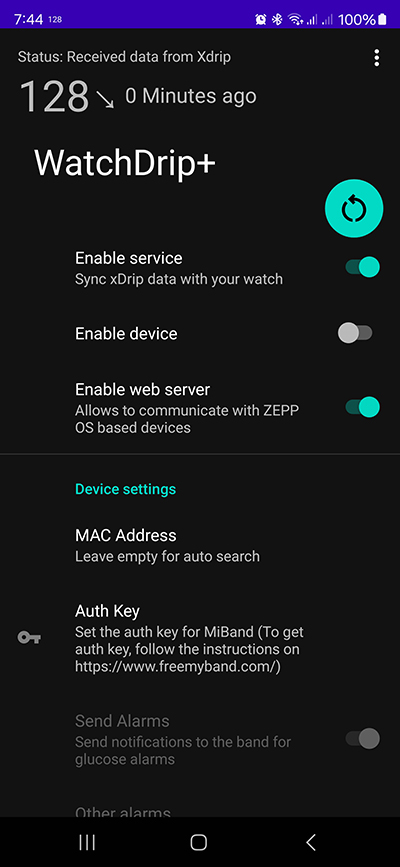 7:44 128 100%
Status: Received data from Xdrip
128 0 Minutes ago
WatchDrip+
Enable service
Sync xDrip data with your watch
Enable device
Enable web server
Allows to communicate with ZEPP
OS based devices
Device settings
MAC Address
Leave empty for auto search
Auth Key
Set the auth key for MiBand (To get
auth key, follow the instructions on
https://www.freemyband.com/)
Send Alarms
Send notifications to the band for
glucose alarms
Other alarms